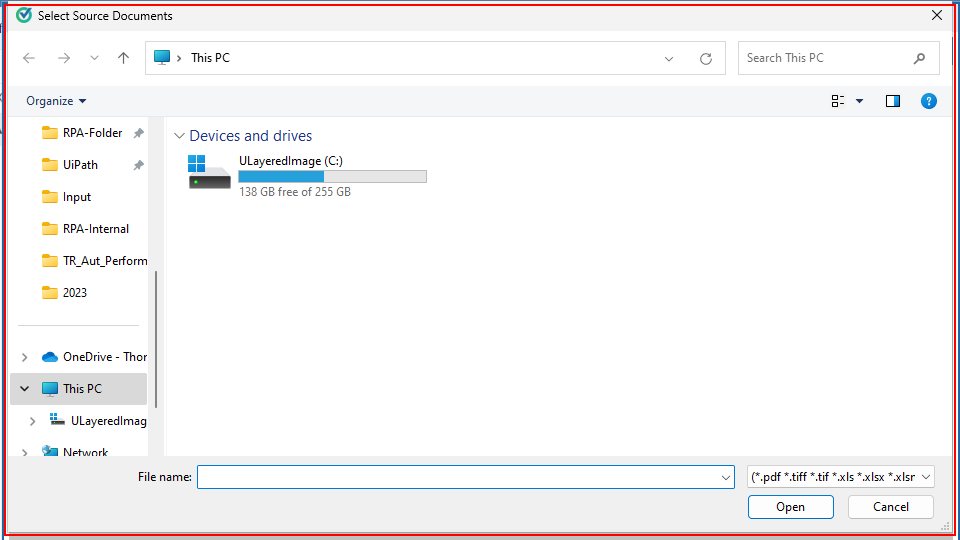 Select Source Documents
This PC
Search This PC
Organize
RPA-Folder
UiPath
Input
RPA-Internal
TR_Aut_Perform
2023
OneDrive - Thor
This PC
ULayeredImag
Network
Devices and drives
ULayeredImage (C:)
138 GB free of 255 GB
File name:
(*.pdf *.tiff *.tif *.xls *.xlsx *.xlsr
Open
Cancel